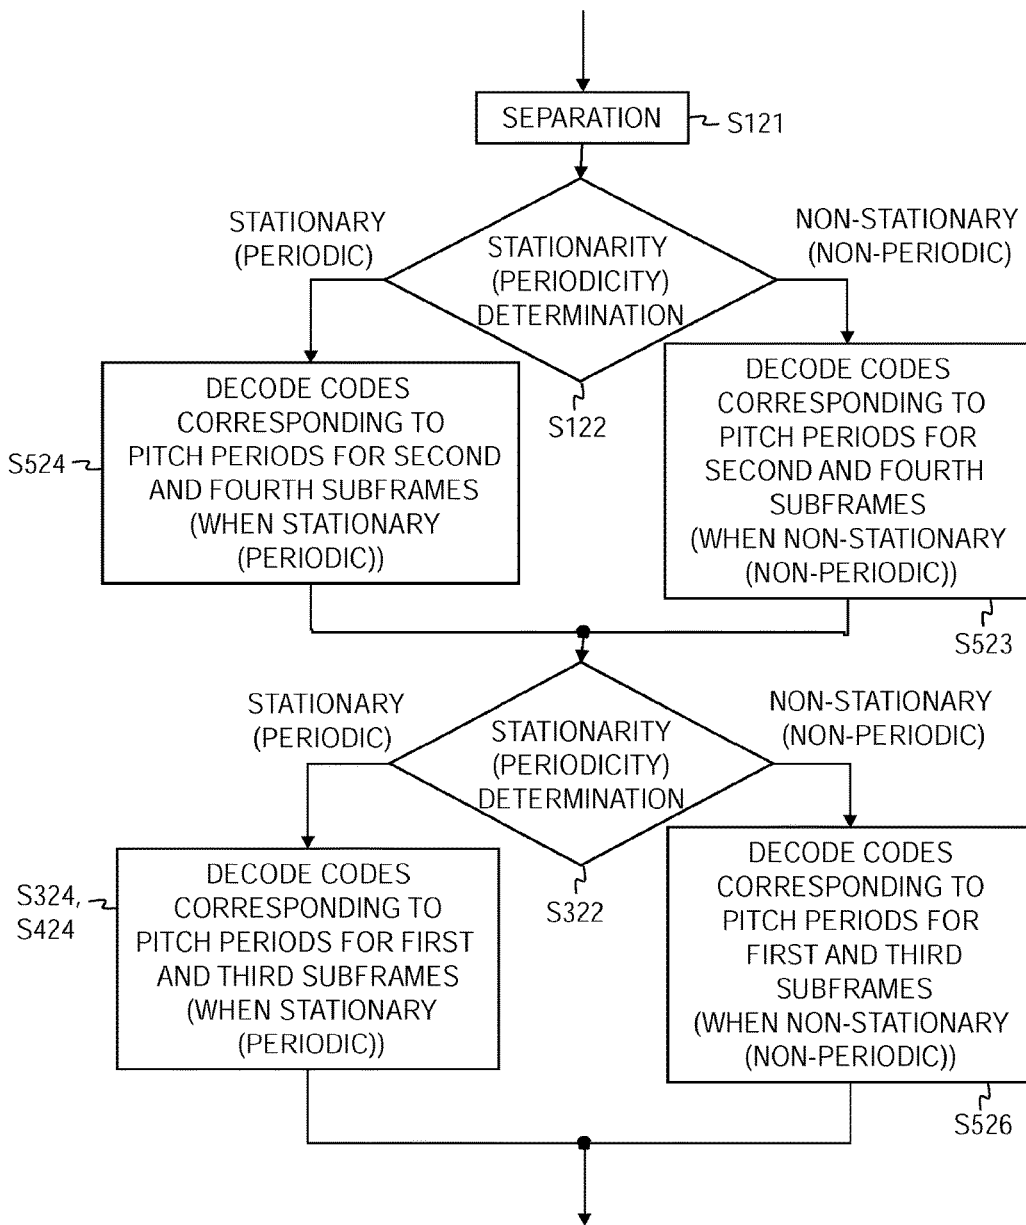 SEPARATION
S121
STATIONARY
(PERIODIC)
NON-STATIONARY
(NON-PERIODIC)
STATIONARITY
(PERIODICITY)
DETERMINATION
S122
DECODE CODES
CORRESPONDING TO
PITCH PERIODS FOR SECOND
AND FOURTH SUBFRAMES
(WHEN STATIONARY
(PERIODIC))
S524
DECODE CODES
CORRESPONDING TO
PITCH PERIODS FOR
SECOND AND FOURTH
SUBFRAMES
(WHEN NON-STATIONARY
(NON-PERIODIC))
S523
STATIONARY
(PERIODIC)
NON-STATIONARY
(NON-PERIODIC)
STATIONARITY
(PERIODICITY)
DETERMINATION
S322
S324,
S424
DECODE CODES
CORRESPONDING TO
PITCH PERIODS FOR FIRST
AND THIRD SUBFRAMES
(WHEN STATIONARY
(PERIODIC))
DECODE CODES
CORRESPONDING TO
PITCH PERIODS FOR
FIRST AND THIRD
SUBFRAMES
(WHEN NON-STATIONARY
(NON-PERIODIC))
S526